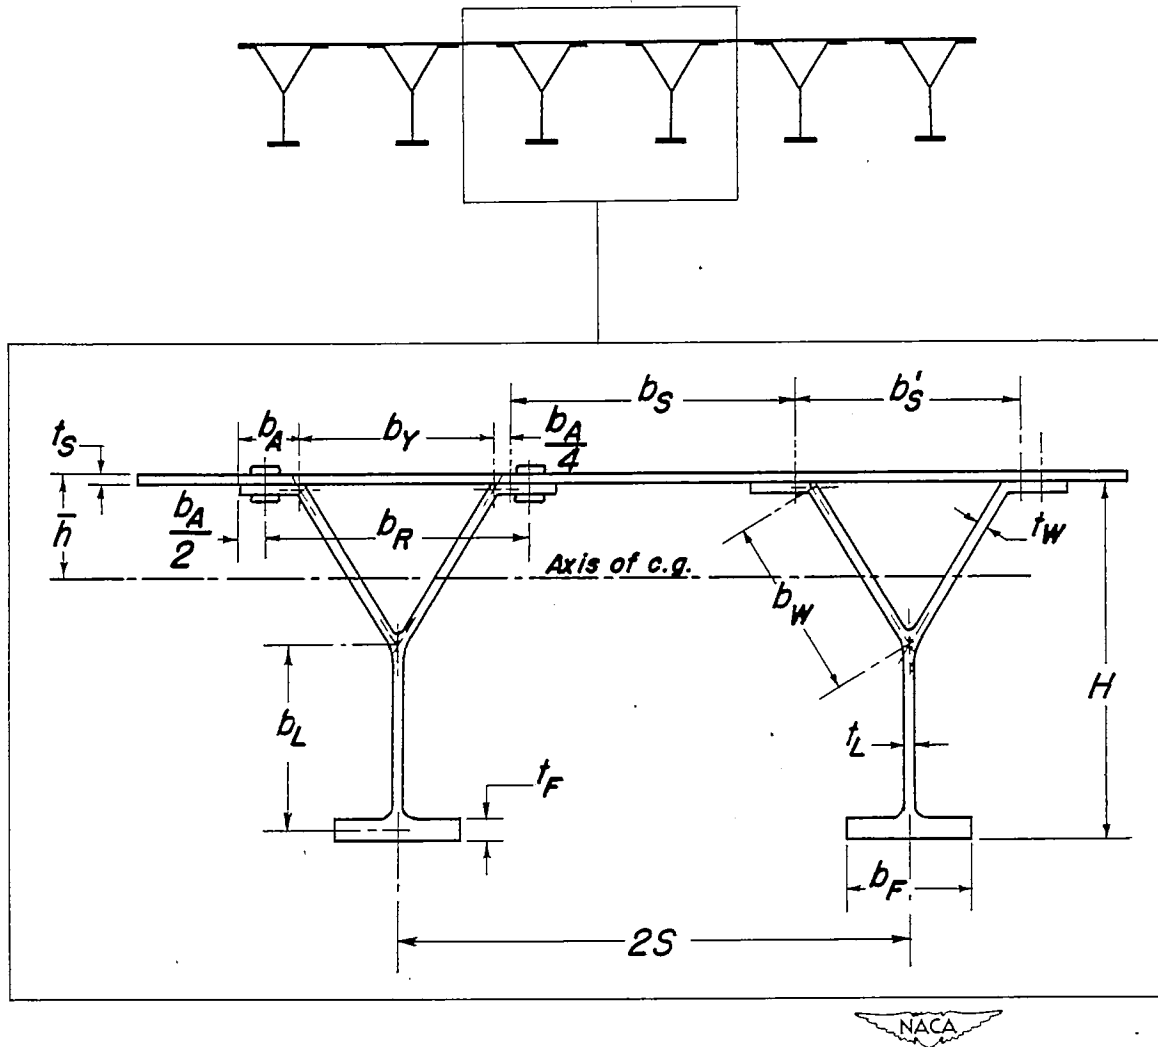 b_S
b'_S
t_S
b_A
b_Y
b_A/4
h̅
b_A/2
b_R
t_W
Axis of c.g.
b_W
H
b_L
t_L
t_F
b_F
2S
NACA